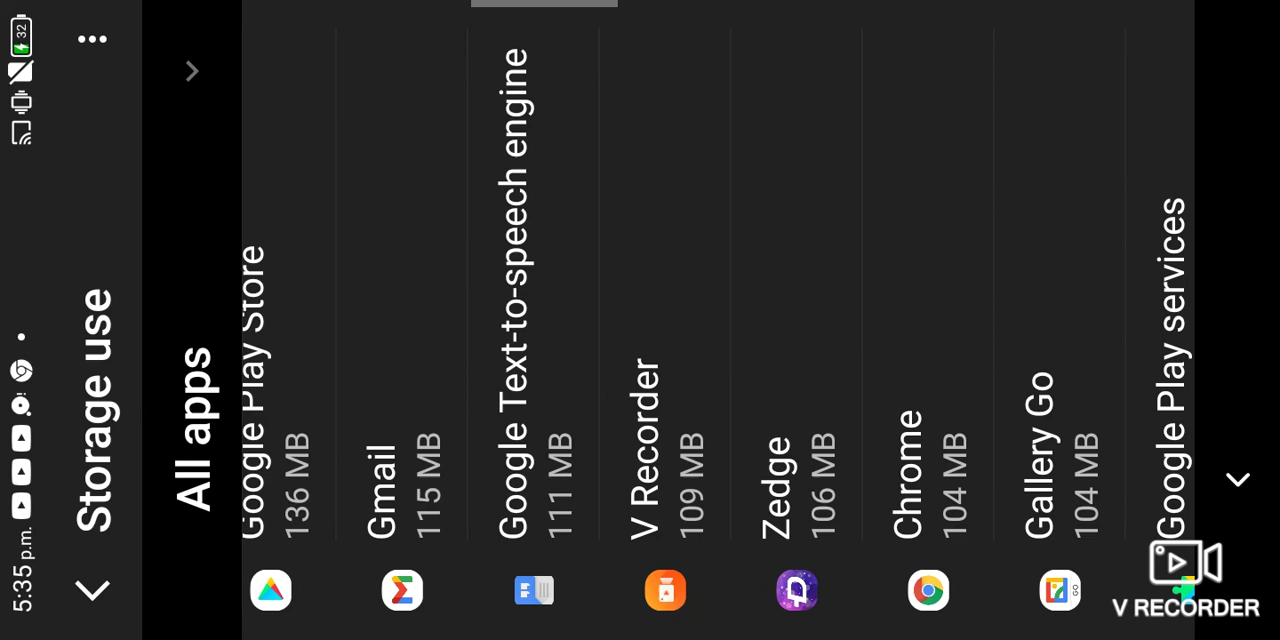 5:35 p.m.
32
Storage use
All apps
Google Play Store
136 MB
Gmail
115 MB
Google Text-to-speech engine
111 MB
V Recorder
109 MB
Zedge
106 MB
Chrome
104 MB
Gallery Go
104 MB
GO
Google Play services
V RECORDER